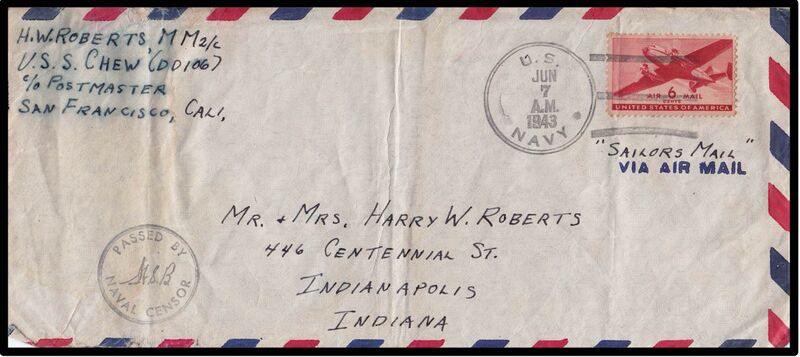 H.W. ROBERTS, MM2/c
U.S.S. CHEW (DD106)
c/o POSTMASTER
SAN FRANCISCO, CALI.
U.S.
JUN
7
A.M.
1943
NAVY
AIR 6 MAIL
CENTS
UNITED STATES OF AMERICA
"SAILORS MAIL"
VIA AIR MAIL
MR. + MRS. HARRY W. ROBERTS
446 CENTENNIAL ST.
INDIANAPOLIS
INDIANA
PASSED BY
NAVAL CENSOR